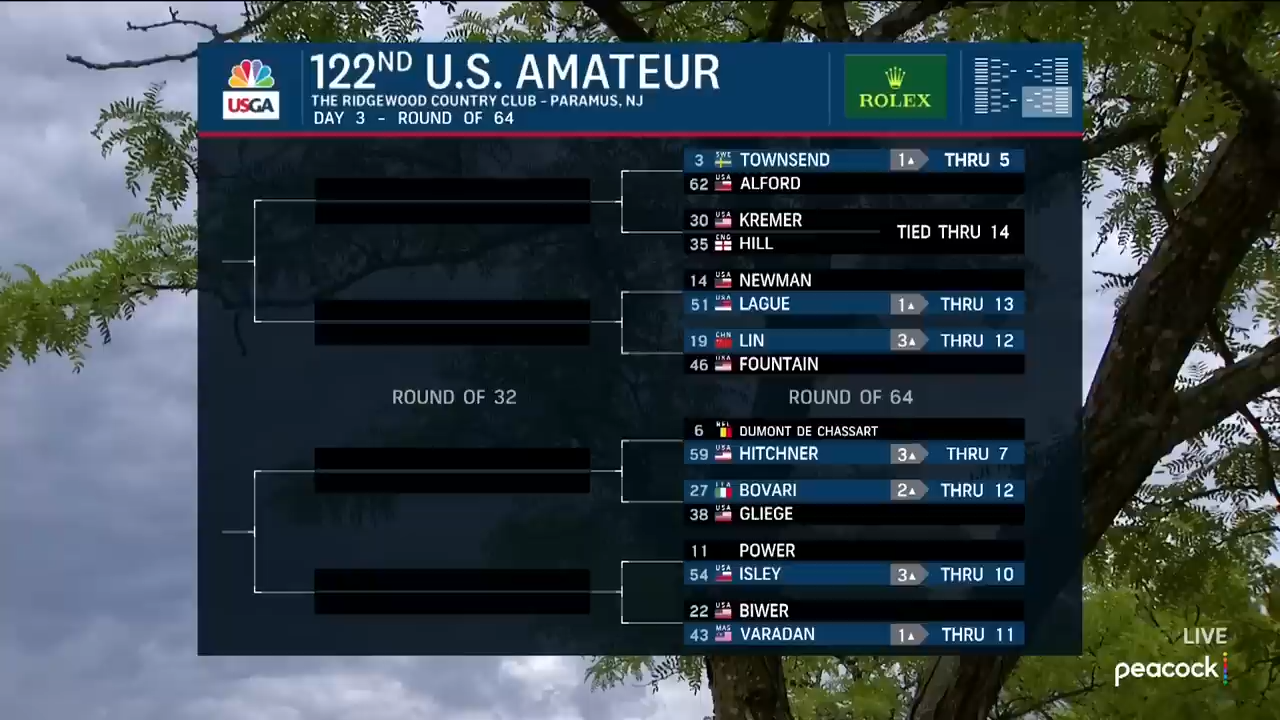 122ND U.S. AMATEUR
THE RIDGEWOOD COUNTRY CLUB - PARAMUS, NJ
DAY 3 - ROUND OF 64
USGA
ROLEX
3 SWE TOWNSEND 1▲ THRU 5
62 USA ALFORD
30 USA KREMER
TIED THRU 14
35 ENG HILL
14 USA NEWMAN
51 USA LAGUE 1▲ THRU 13
19 CHN LIN 3▲ THRU 12
46 USA FOUNTAIN
ROUND OF 32
ROUND OF 64
6 BEL DUMONT DE CHASSART
59 USA HITCHNER 3▲ THRU 7
27 ITA BOVARI 2▲ THRU 12
38 USA GLIEGE
11 POWER
54 USA ISLEY 3▲ THRU 10
22 USA BIWER
43 MAS VARADAN 1▲ THRU 11
LIVE
peacock